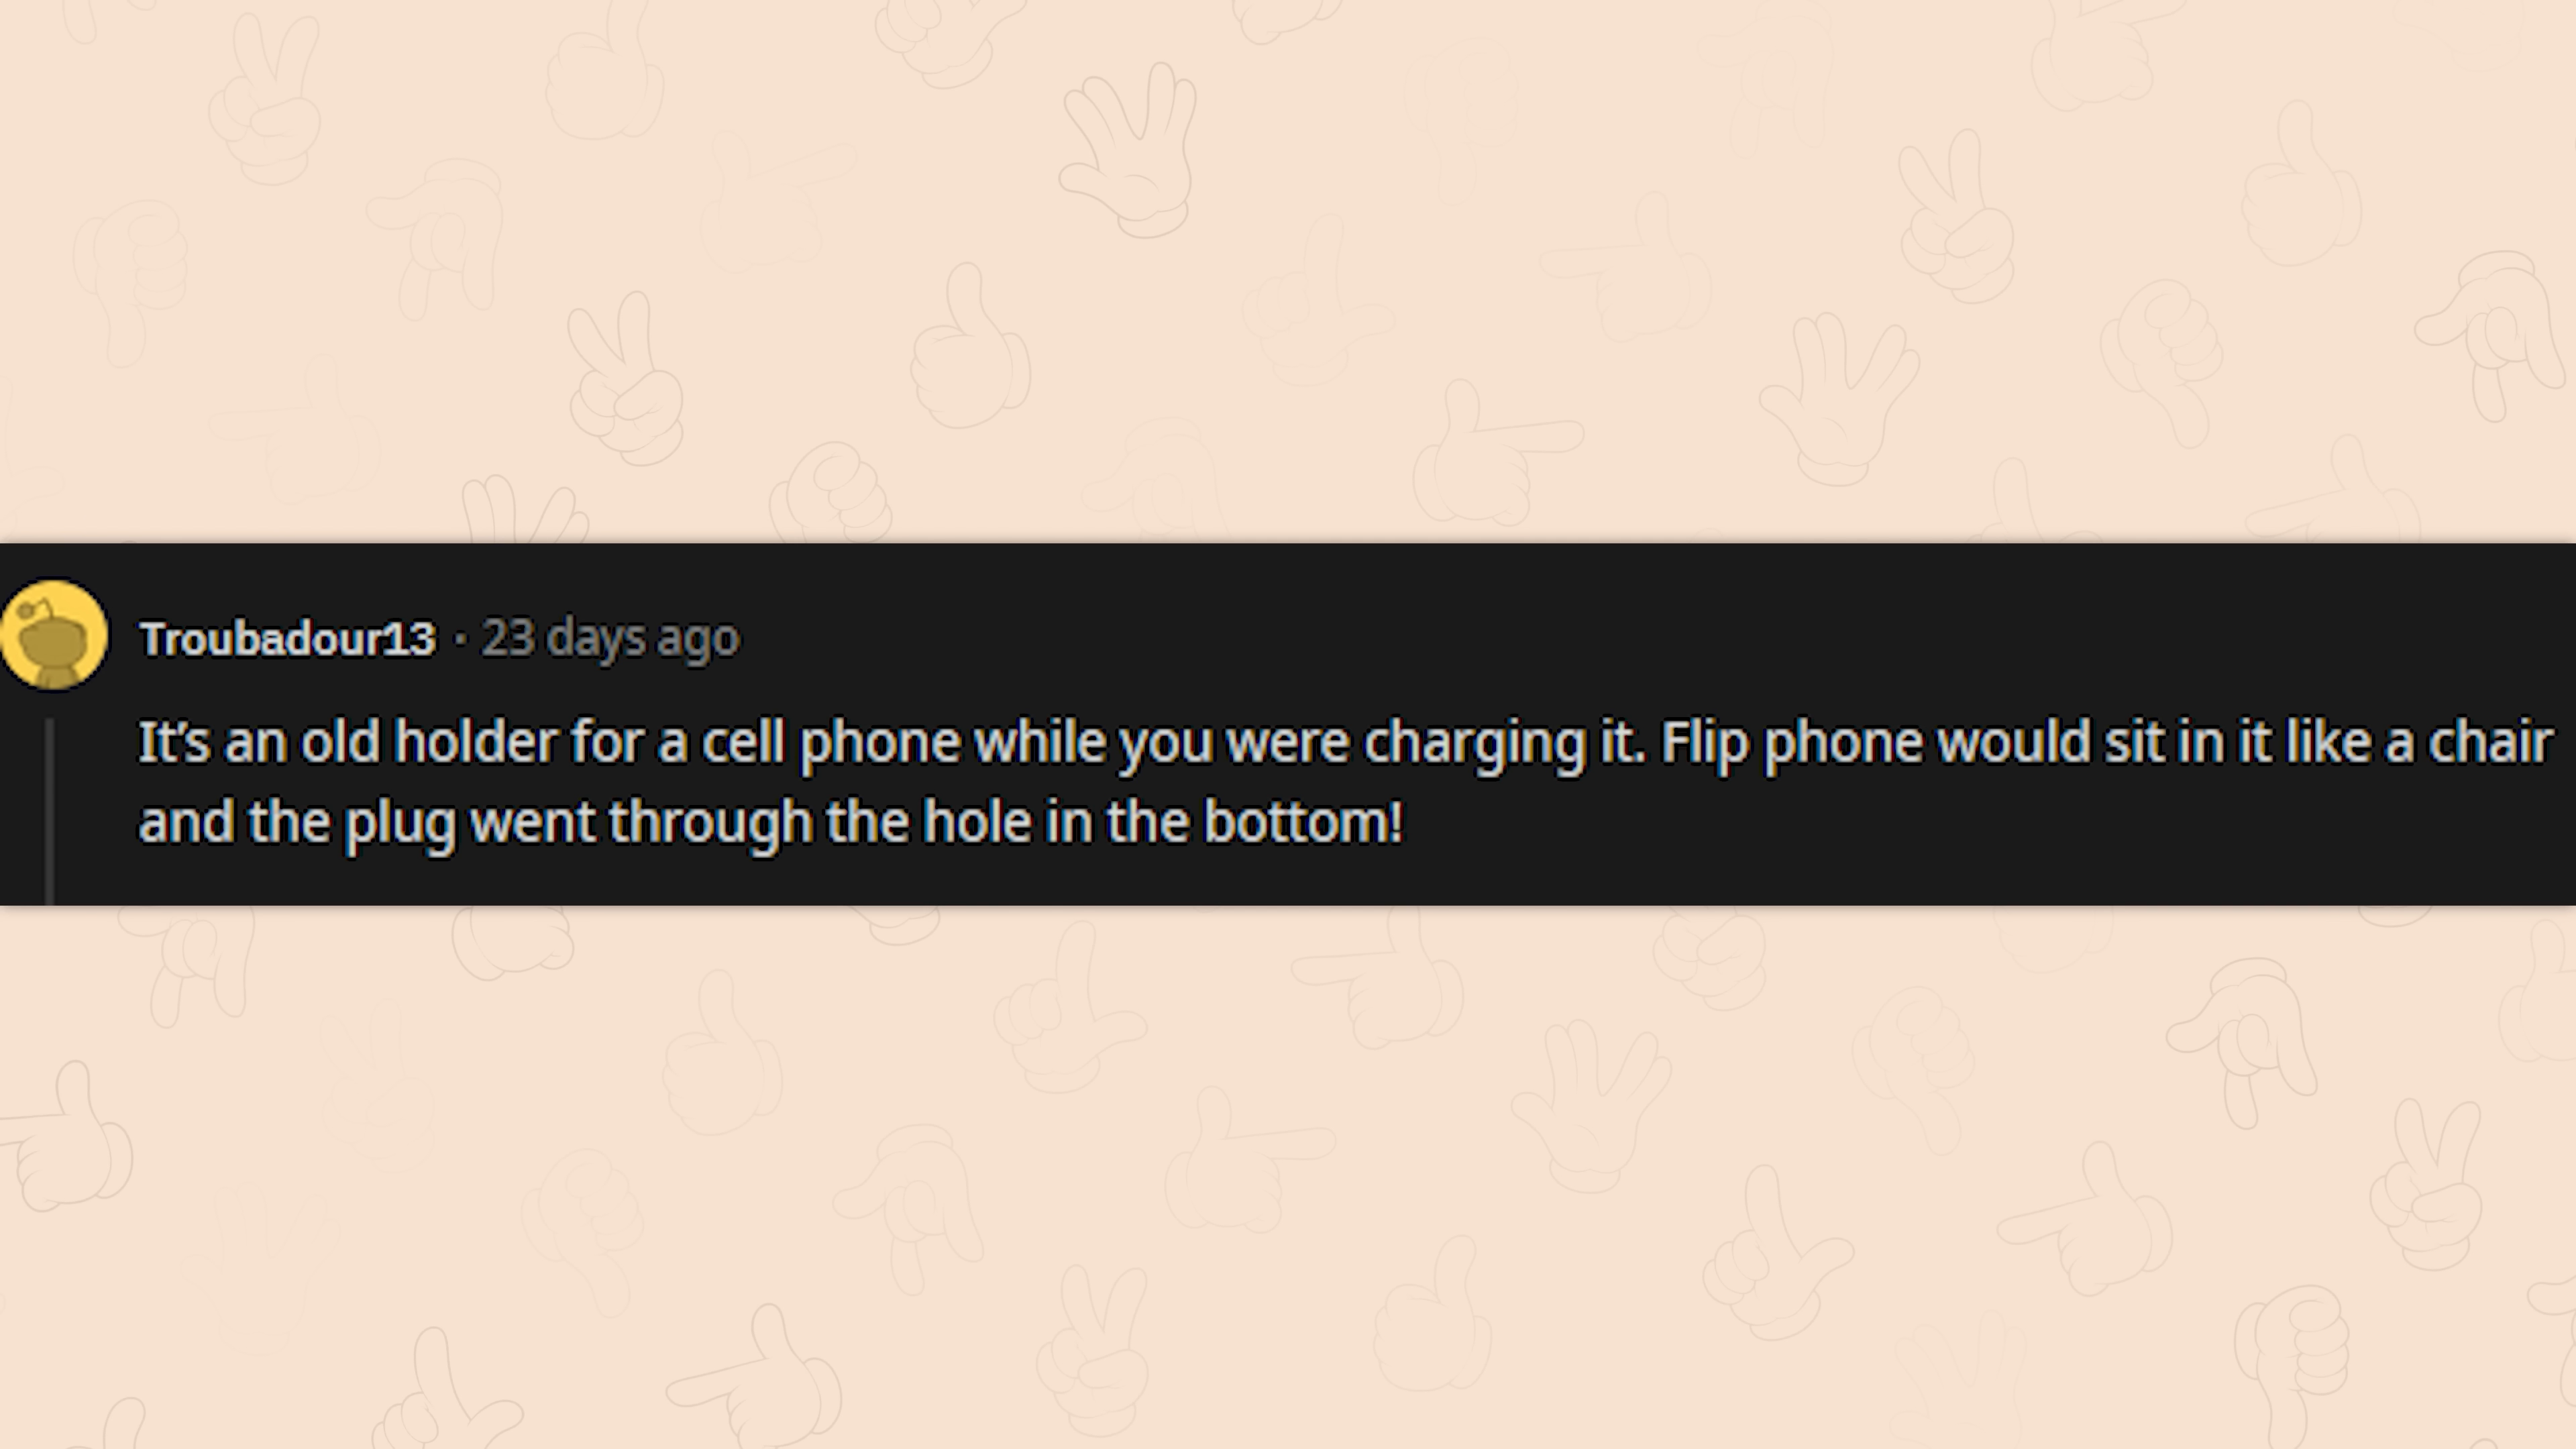 Troubadour13 · 23 days ago
It’s an old holder for a cell phone while you were charging it. Flip phone would sit in it like a chair
and the plug went through the hole in the bottom!